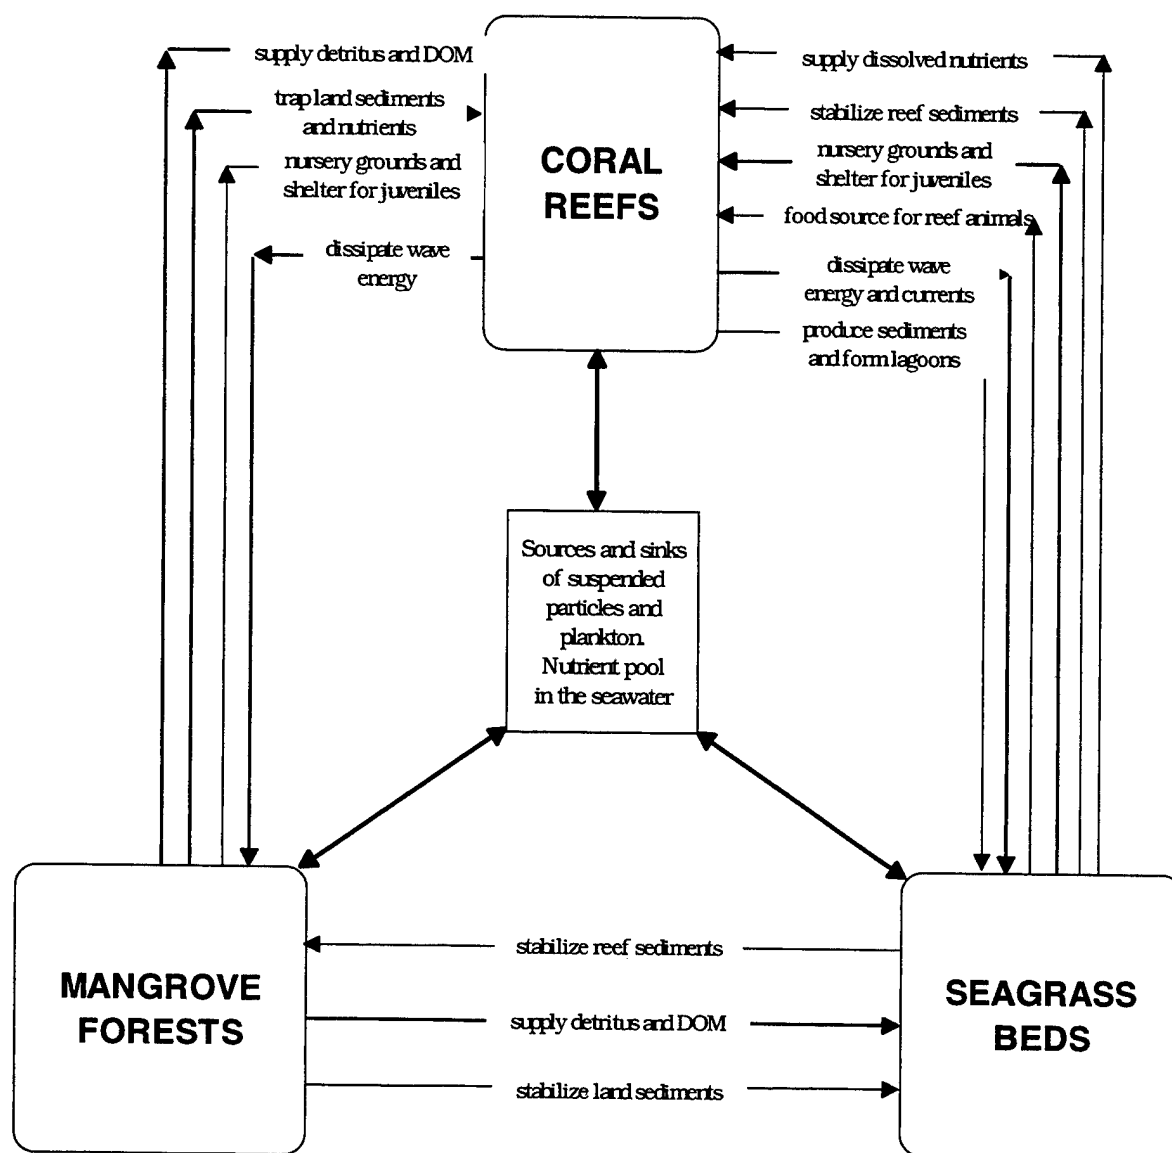 supply detritus and DOM
trap land sediments
and nutrients
nursery grounds and
shelter for juveniles
dissipate wave
energy
CORAL
REEFS
supply dissolved nutrients
stabilize reef sediments
nursery grounds and
shelter for juveniles
food source for reef animals
dissipate wave
energy and currents
produce sediments
and form lagoons
Sources and sinks
of suspended
particles and
plankton.
Nutrient pool
in the seawater
MANGROVE
FORESTS
stabilize reef sediments
supply detritus and DOM
stabilize land sediments
SEAGRASS
BEDS